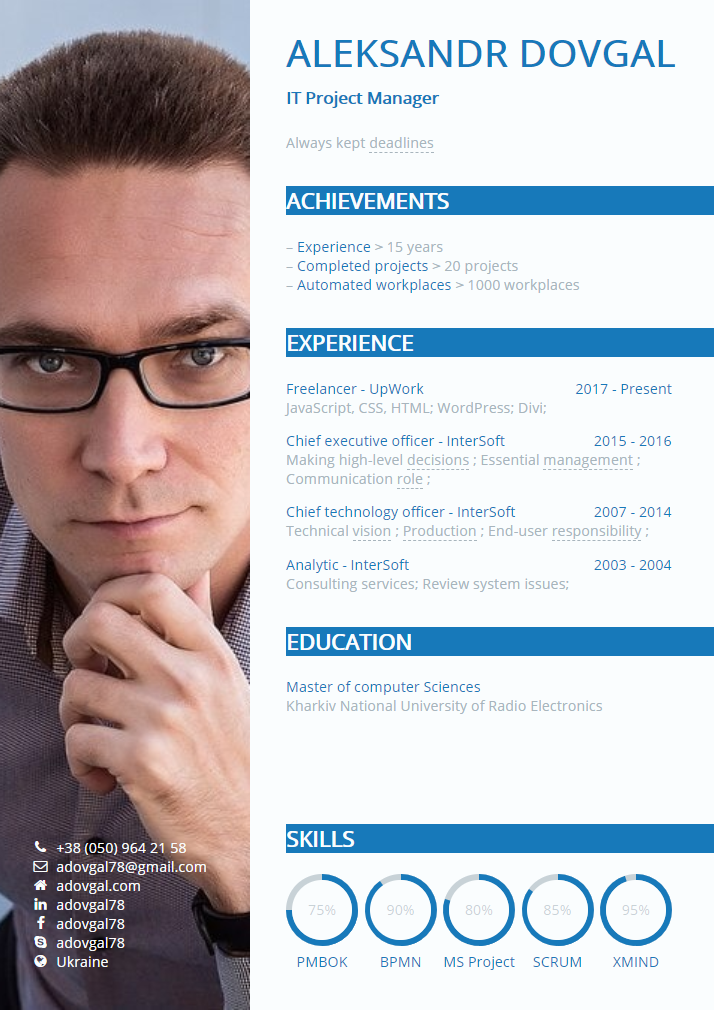 ALEKSANDR DOVGAL
IT Project Manager
Always kept deadlines
ACHIEVEMENTS
– Experience > 15 years
– Completed projects > 20 projects
– Automated workplaces > 1000 workplaces
EXPERIENCE
Freelancer - UpWork 2017 - Present
JavaScript, CSS, HTML; WordPress; Divi;
Chief executive officer - InterSoft 2015 - 2016
Making high-level decisions ; Essential management ;
Communication role ;
Chief technology officer - InterSoft 2007 - 2014
Technical vision ; Production ; End-user responsibility ;
Analytic - InterSoft 2003 - 2004
Consulting services; Review system issues;
EDUCATION
Master of computer Sciences
Kharkiv National University of Radio Electronics
SKILLS
75% 90% 80% 85% 95%
PMBOK BPMN MS Project SCRUM XMIND
+38 (050) 964 21 58
adovgal78@gmail.com
adovgal.com
adovgal78
adovgal78
adovgal78
Ukraine